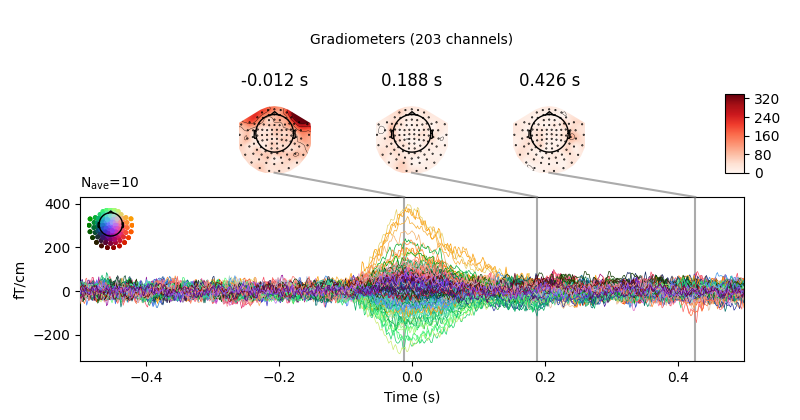 Gradiometers (203 channels)
-0.012 s
0.188 s
0.426 s
320
240
160
80
0
Nave=10
400
200
0
−200
fT/cm
−0.4
−0.2
0.0
0.2
0.4
Time (s)